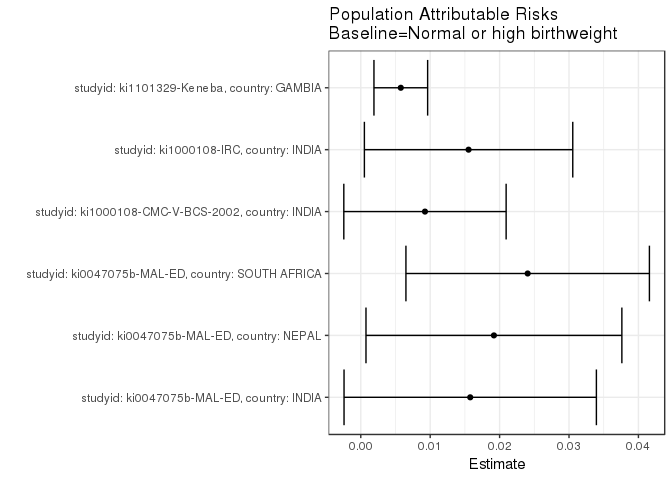 Population Attributable Risks
Baseline=Normal or high birthweight
studyid: ki1101329-Keneba, country: GAMBIA
studyid: ki1000108-IRC, country: INDIA
studyid: ki1000108-CMC-V-BCS-2002, country: INDIA
studyid: ki0047075b-MAL-ED, country: SOUTH AFRICA
studyid: ki0047075b-MAL-ED, country: NEPAL
studyid: ki0047075b-MAL-ED, country: INDIA
0.00 0.01 0.02 0.03 0.04
Estimate